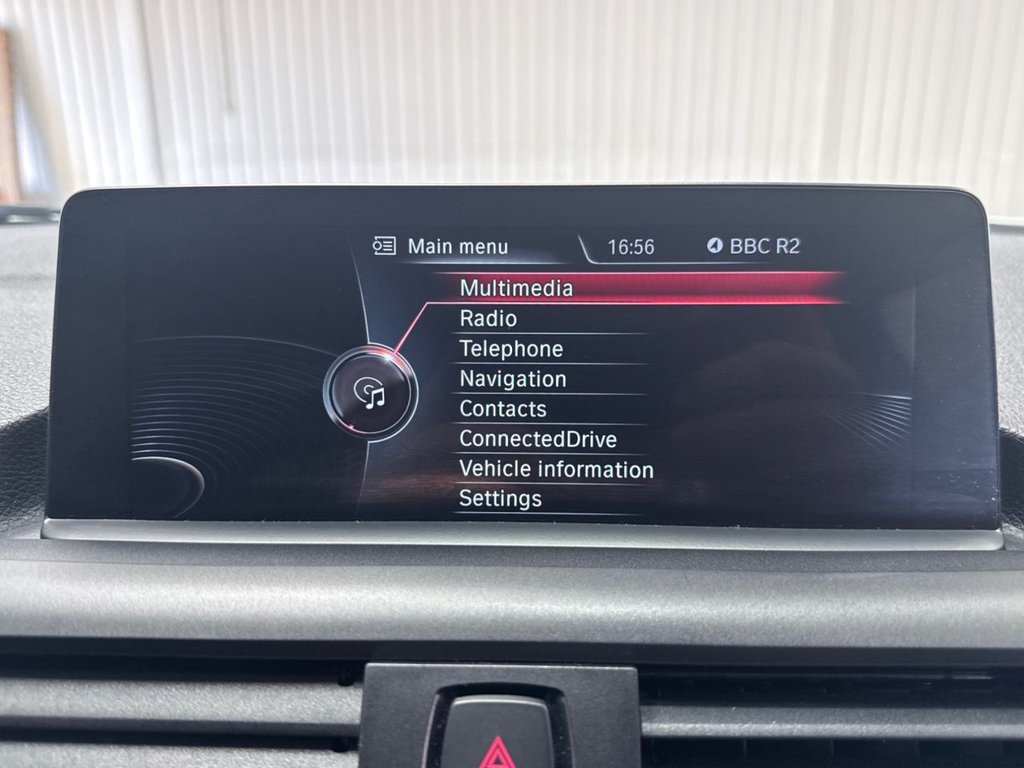 Main menu 16:56 BBC R2
Multimedia
Radio
Telephone
Navigation
Contacts
ConnectedDrive
Vehicle information
Settings